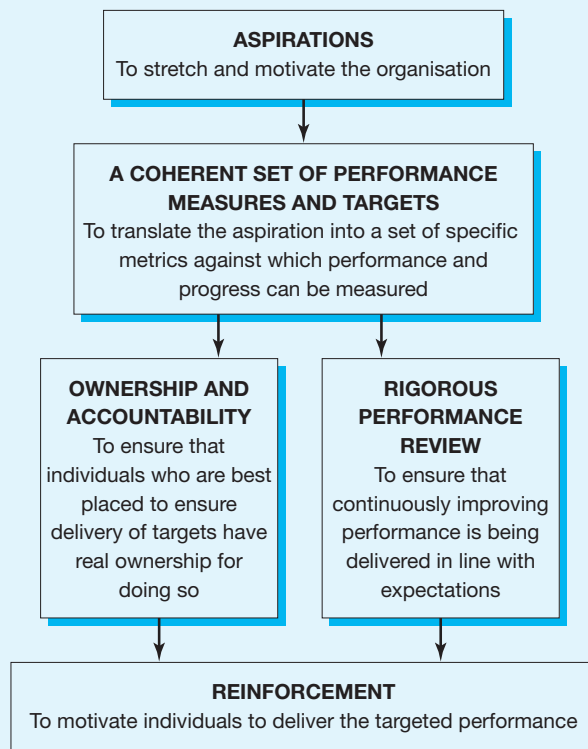 ASPIRATIONS
To stretch and motivate the organisation
A COHERENT SET OF PERFORMANCE
MEASURES AND TARGETS
To translate the aspiration into a set of specific
metrics against which performance and
progress can be measured
OWNERSHIP AND
ACCOUNTABILITY
To ensure that
individuals who are best
placed to ensure
delivery of targets have
real ownership for
doing so
RIGOROUS
PERFORMANCE
REVIEW
To ensure that
continuously improving
performance is being
delivered in line with
expectations
REINFORCEMENT
To motivate individuals to deliver the targeted performance